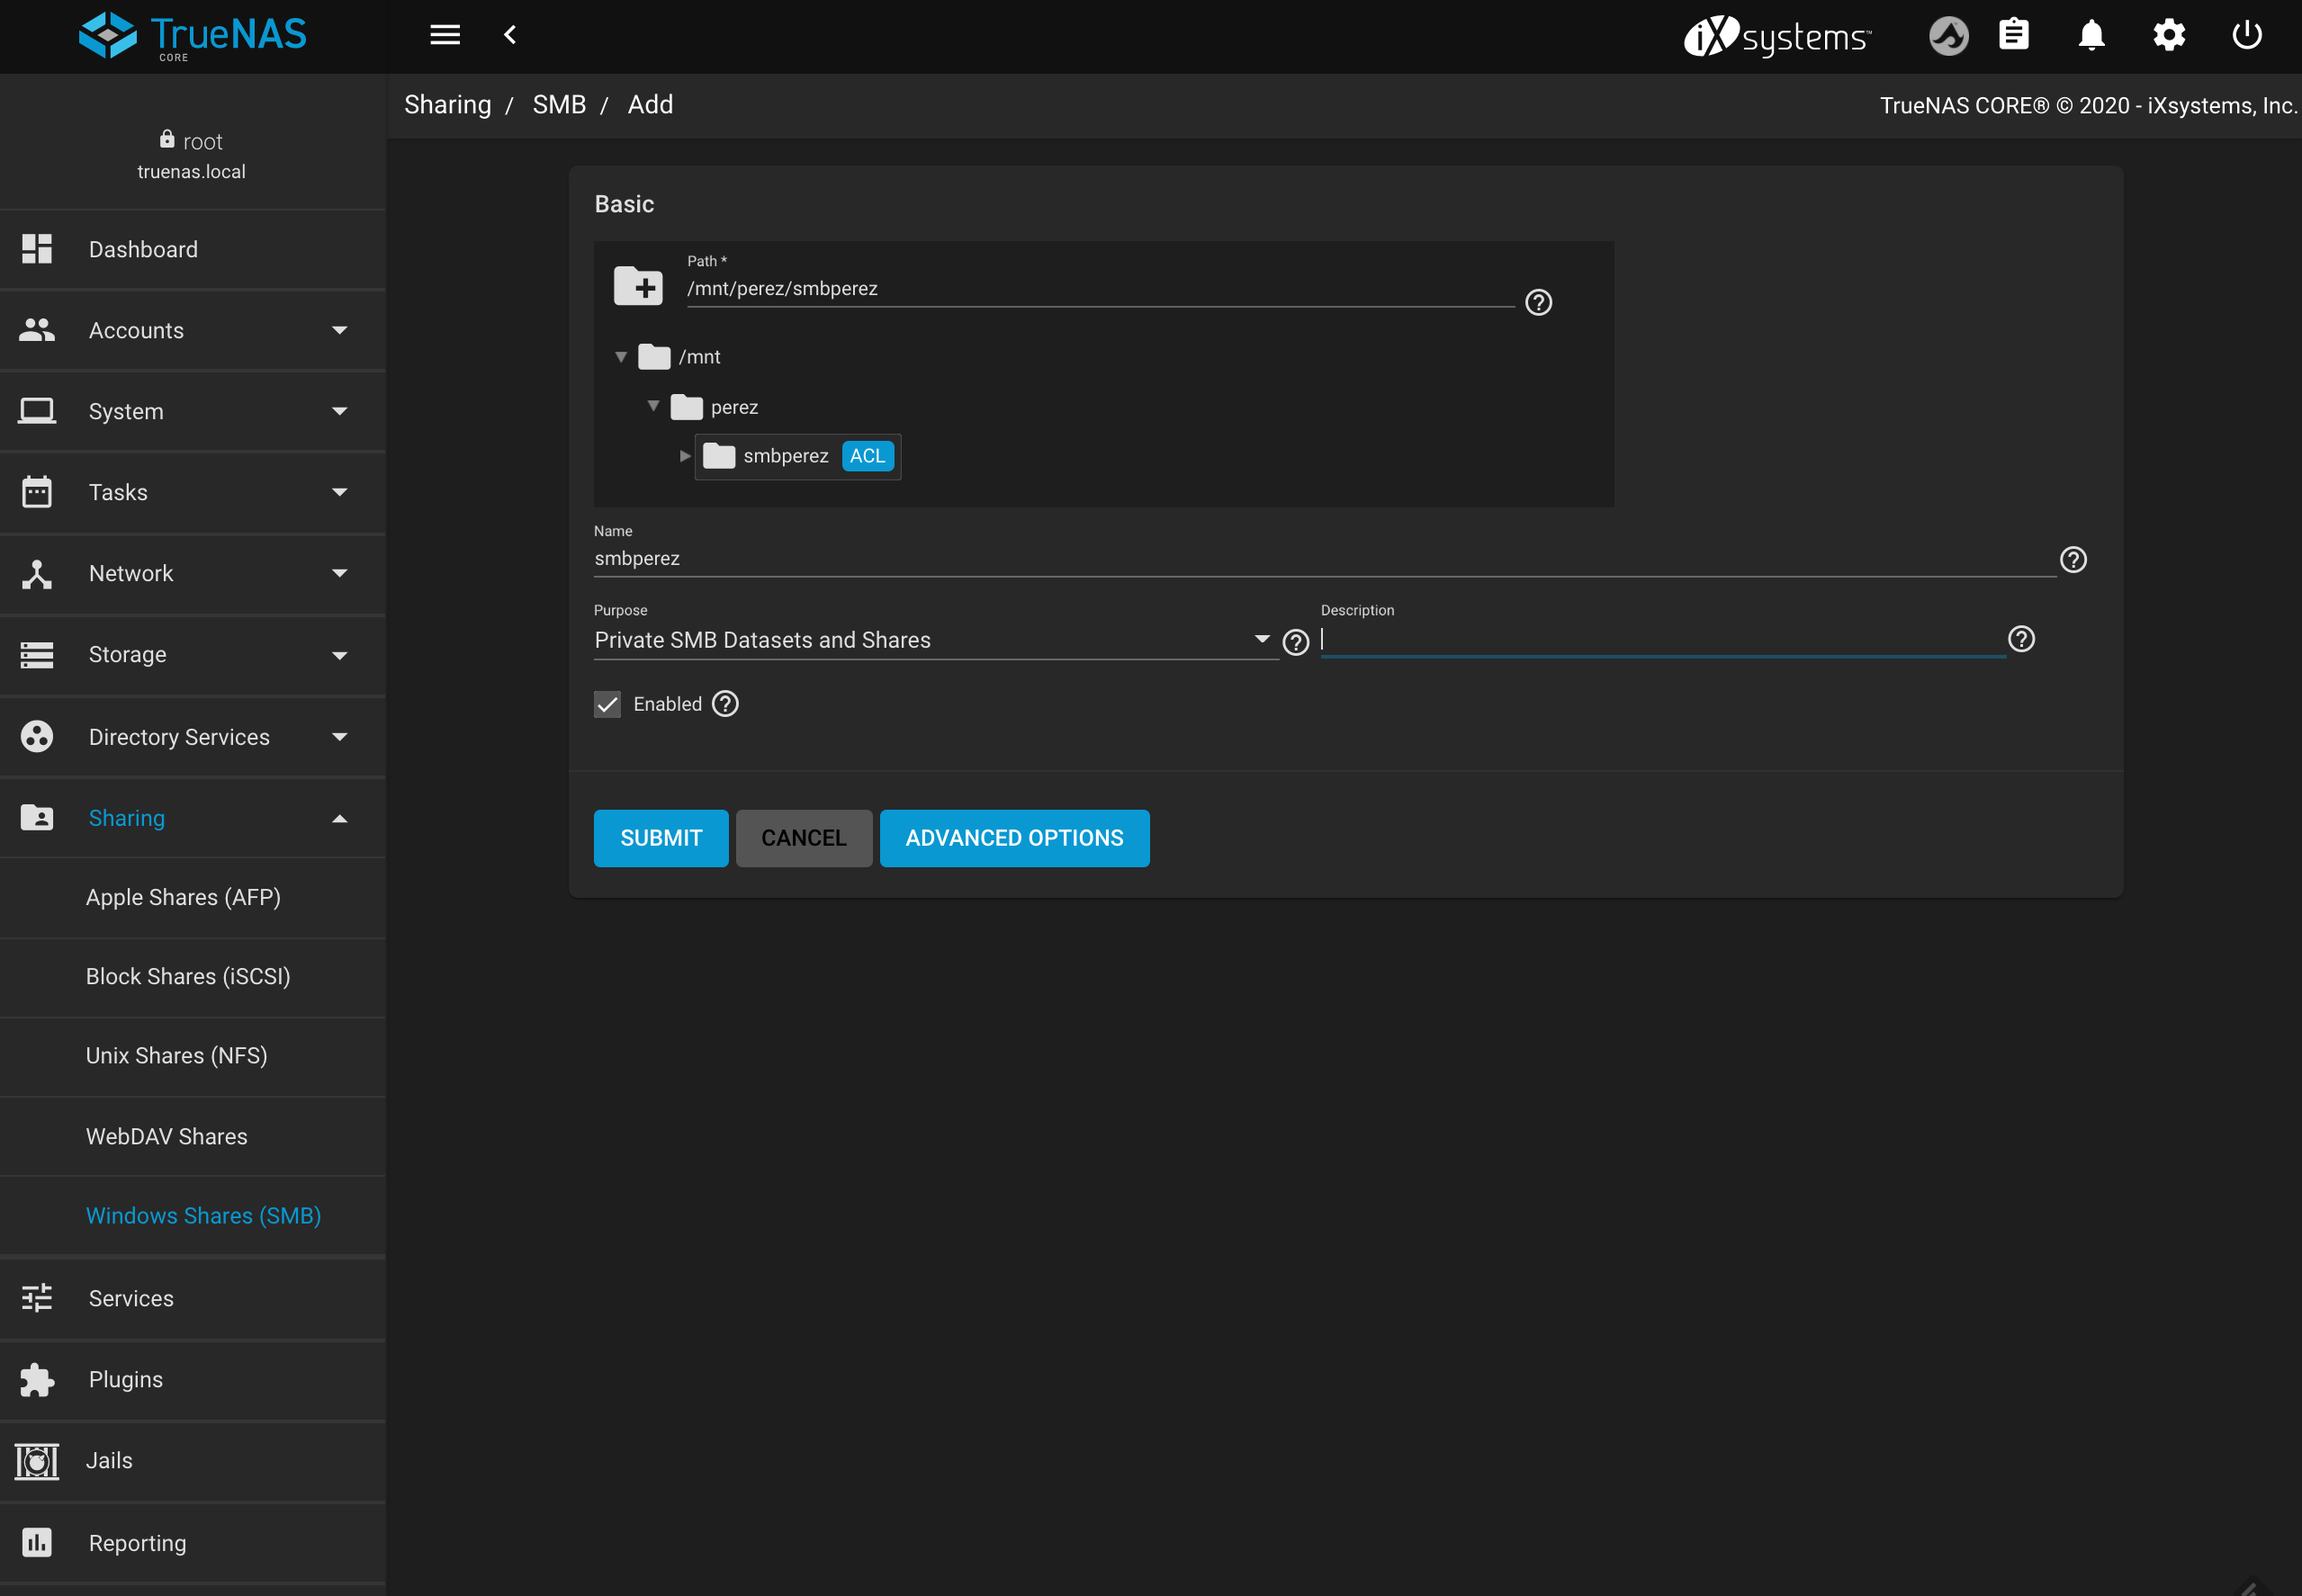 TrueNAS
CORE
iXsystems™
root
truenas.local
Sharing / SMB / Add
TrueNAS CORE® © 2020 - iXsystems, Inc.
Dashboard
Accounts
System
Tasks
Network
Storage
Directory Services
Sharing
Apple Shares (AFP)
Block Shares (iSCSI)
Unix Shares (NFS)
WebDAV Shares
Windows Shares (SMB)
Services
Plugins
Jails
Reporting
Basic
Path *
/mnt/perez/smbperez
/mnt
perez
smbperez ACL
Name
smbperez
Purpose
Private SMB Datasets and Shares
Description
Enabled
SUBMIT CANCEL ADVANCED OPTIONS